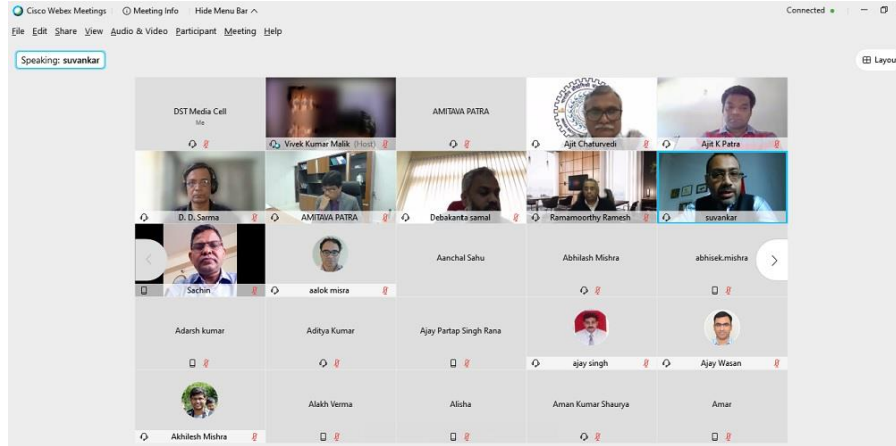 Cisco Webex Meetings
Meeting Info
Hide Menu Bar
Connected
File Edit Share View Audio & Video Participant Meeting Help
Speaking: suvankar
Layou
DST Media Cell
Me
Vivek Kumar Malik (Host)
AMITAVA PATRA
Ajit Chaturvedi
Ajit K Patra
D. D. Sarma
AMITAVA PATRA
Debakanta samal
Ramamoorthy Ramesh
suvankar
Sachin
aalok misra
Aanchal Sahu
Abhilash Mishra
abhisek.mishra
Adarsh kumar
Aditya Kumar
Ajay Partap Singh Rana
ajay singh
Ajay Wasan
Akhilesh Mishra
Alakh Verma
Alisha
Aman Kumar Shaurya
Amar